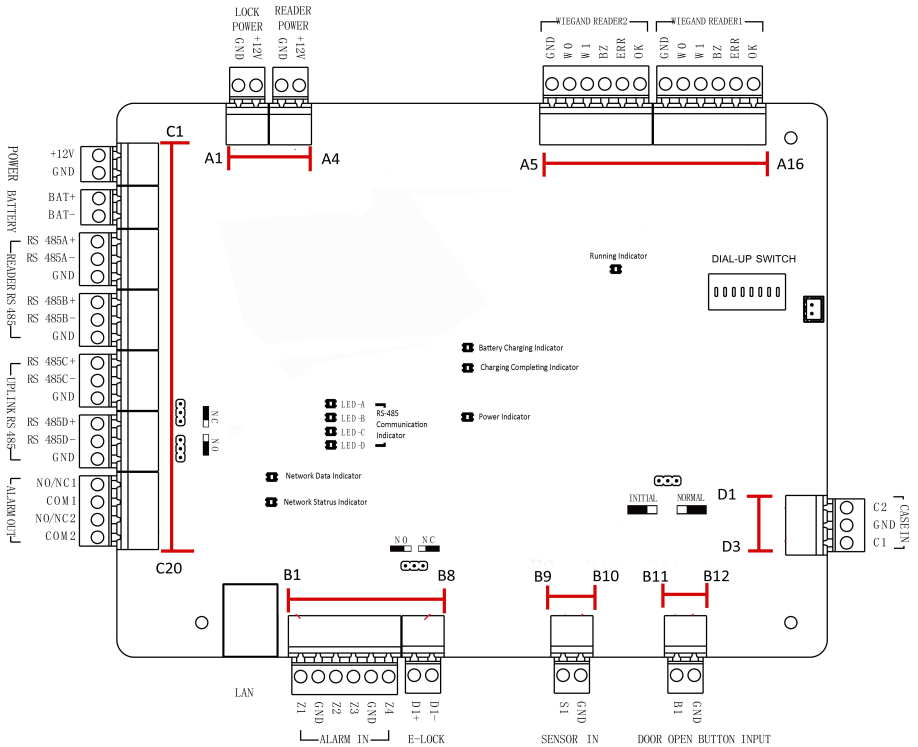 LOCK POWER
READER POWER
GND
+12V
GND
+12V
WIEGAND READER2
WIEGAND READER1
GND
W0
W1
BZ
ERR
OK
GND
W0
W1
BZ
ERR
OK
C1
A1
A4
A5
A16
POWER
+12V
GND
BATTERY
BAT+
BAT-
READER RS 485
RS 485A+
RS 485A-
GND
RS 485B+
RS 485B-
GND
UPLINK RS 485
RS 485C+
RS 485C-
GND
RS 485D+
RS 485D-
GND
ALARM OUT
NO/NC1
COM1
NO/NC2
COM2
C20
NC
NO
Running Indicator
DIAL-UP SWITCH
Battery Charging Indicator
Charging Completing Indicator
Power Indicator
LED-A
LED-B
LED-C
LED-D
RS-485
Communication
Indicator
Network Data Indicator
Network Statrus Indicator
INITIAL
NORMAL
D1
D3
C2
GND
C1
CASE IN
NO
NC
B1
B8
B9
B10
B11
B12
LAN
Z1
GND
Z2
Z3
GND
Z4
D1+
D1-
S1
GND
B1
GND
ALARM IN
E-LOCK
SENSOR IN
DOOR OPEN BUTTON INPUT